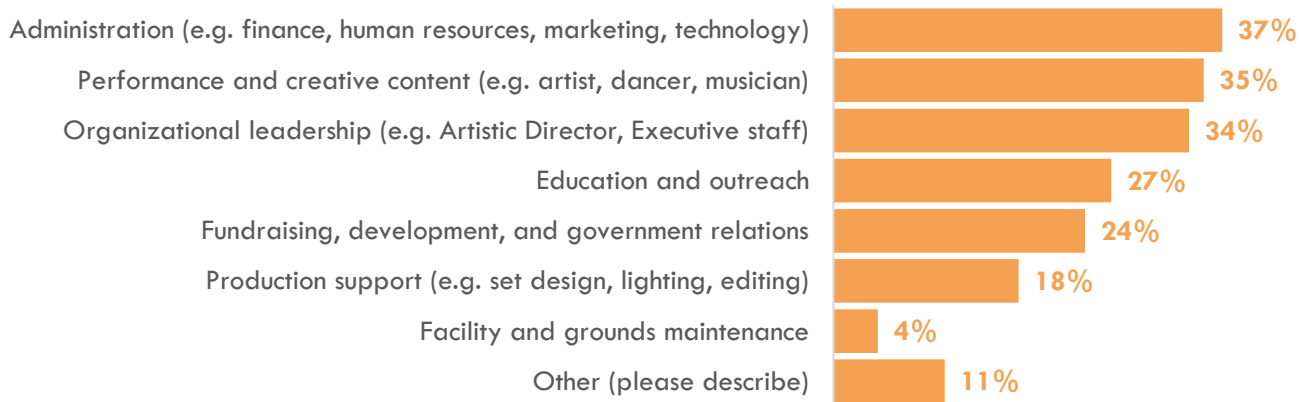 Administration (e.g. finance, human resources, marketing, technology) 37%
Performance and creative content (e.g. artist, dancer, musician) 35%
Organizational leadership (e.g. Artistic Director, Executive staff) 34%
Education and outreach 27%
Fundraising, development, and government relations 24%
Production support (e.g. set design, lighting, editing) 18%
Facility and grounds maintenance 4%
Other (please describe) 11%